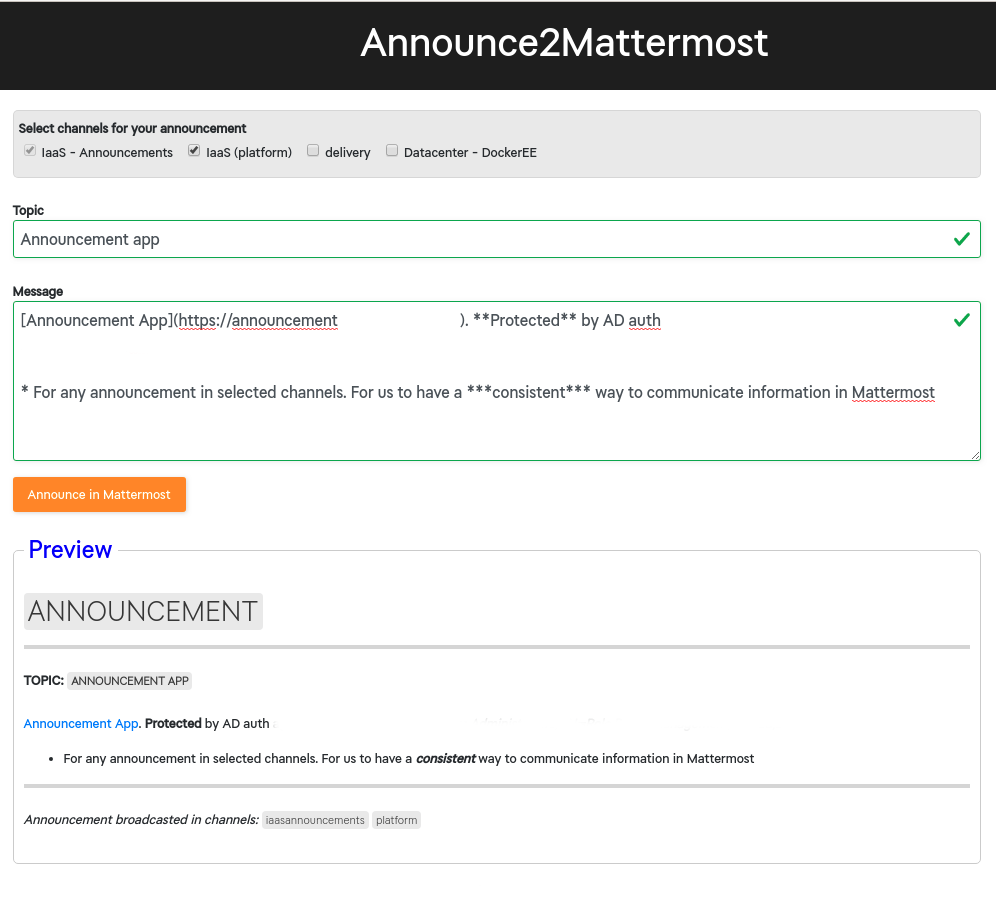 Announce2Mattermost
Select channels for your announcement
IaaS - Announcements IaaS (platform) delivery Datacenter - DockerEE
Topic
Announcement app
Message
[Announcement App](https://announcement ). **Protected** by AD auth
* For any announcement in selected channels. For us to have a ***consistent*** way to communicate information in Mattermost
Announce in Mattermost
Preview
ANNOUNCEMENT
TOPIC: ANNOUNCEMENT APP
Announcement App. Protected by AD auth
• For any announcement in selected channels. For us to have a consistent way to communicate information in Mattermost
Announcement broadcasted in channels: iaasannouncements platform